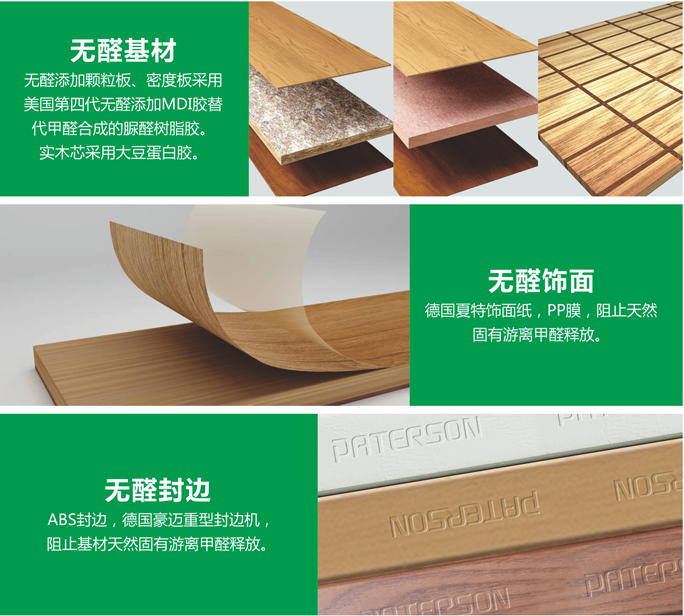 无醛基材
无醛添加颗粒板、密度板采用
美国第四代无醛添加MDI胶替
代甲醛合成的脲醛树脂胶。
实木芯采用大豆蛋白胶。
无醛饰面
德国夏特饰面纸，PP膜，阻止天然
固有游离甲醛释放。
无醛封边
ABS封边，德国豪迈重型封边机，
阻止基材天然固有游离甲醛释放。
PATERSON
PATERSON
PATERSON
PATERSON
PATERSON
PATERSON